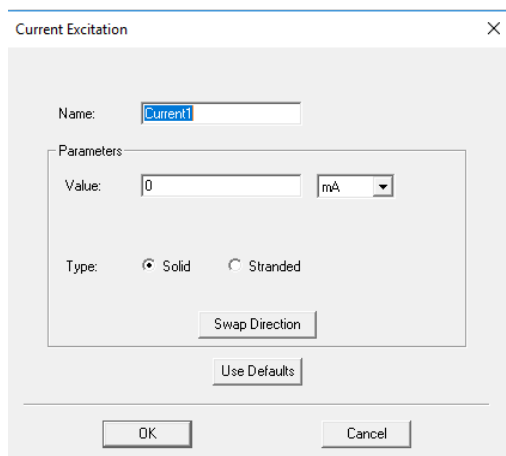 Current Excitation
Name: Current1
Parameters
Value: 0 mA
Type: Solid Stranded
Swap Direction
Use Defaults
OK Cancel